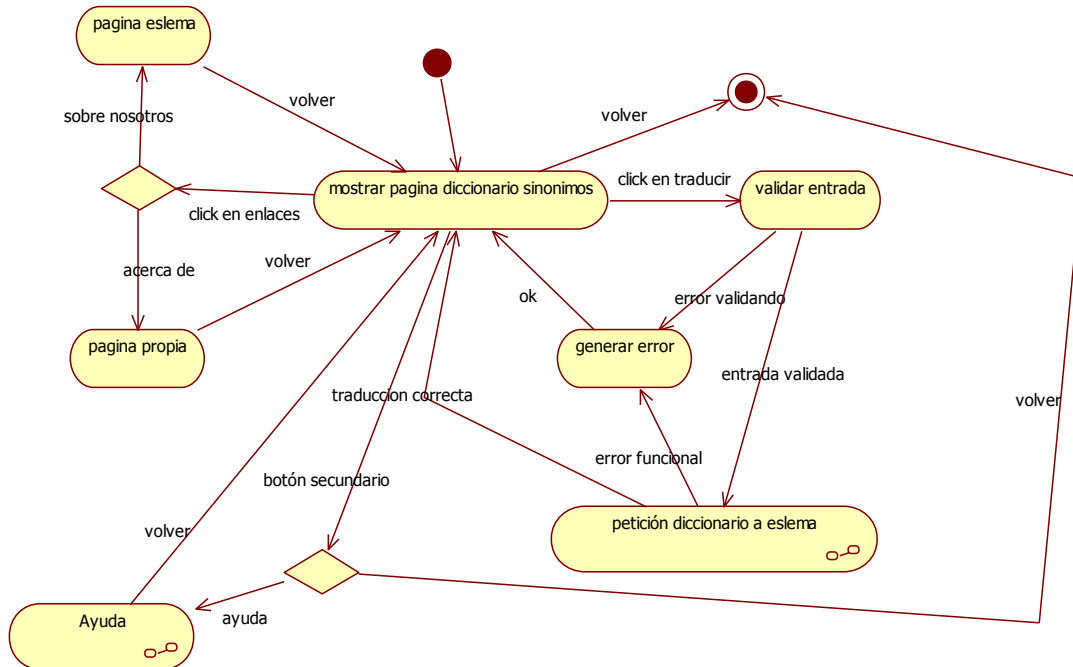 pagina eslema
volver
sobre nosotros
volver
mostrar pagina diccionario sinonimos
click en traducir
validar entrada
click en enlaces
acerca de
volver
ok
error validando
pagina propia
generar error
entrada validada
traduccion correcta
volver
error funcional
botón secundario
petición diccionario a eslema
volver
ayuda
Ayuda